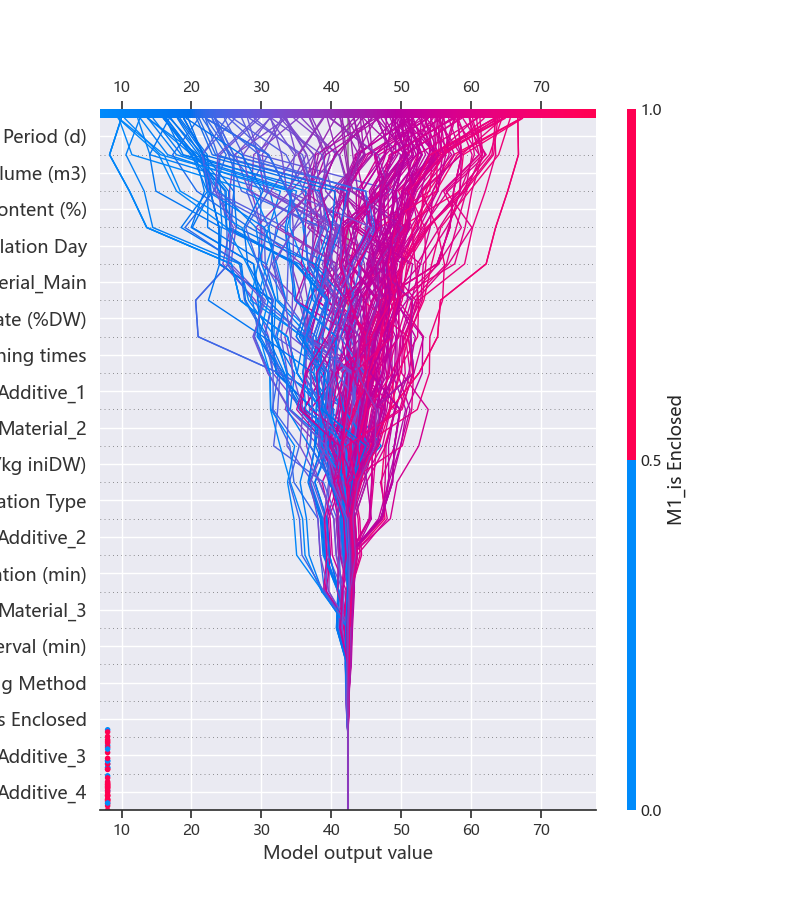 10 20 30 40 50 60 70
Period (d)
lume (m3)
ontent (%)
lation Day
erial_Main
ate (%DW)
ning times
Additive_1
Material_2
/kg iniDW)
ation Type
Additive_2
ation (min)
Material_3
erval (min)
g Method
s Enclosed
Additive_3
Additive_4
10 20 30 40 50 60 70
Model output value
1.0
0.5
0.0
M1_is Enclosed